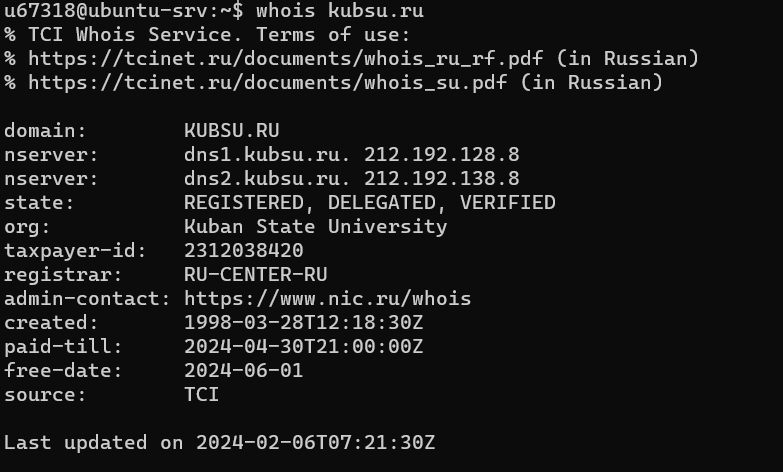 u67318@ubuntu-srv:~$ whois kubsu.ru
% TCI Whois Service. Terms of use:
% https://tcinet.ru/documents/whois_ru_rf.pdf (in Russian)
% https://tcinet.ru/documents/whois_su.pdf (in Russian)

domain:        KUBSU.RU
nserver:       dns1.kubsu.ru. 212.192.128.8
nserver:       dns2.kubsu.ru. 212.192.138.8
state:         REGISTERED, DELEGATED, VERIFIED
org:           Kuban State University
taxpayer-id:   2312038420
registrar:     RU-CENTER-RU
admin-contact: https://www.nic.ru/whois
created:       1998-03-28T12:18:30Z
paid-till:     2024-04-30T21:00:00Z
free-date:     2024-06-01
source:        TCI

Last updated on 2024-02-06T07:21:30Z